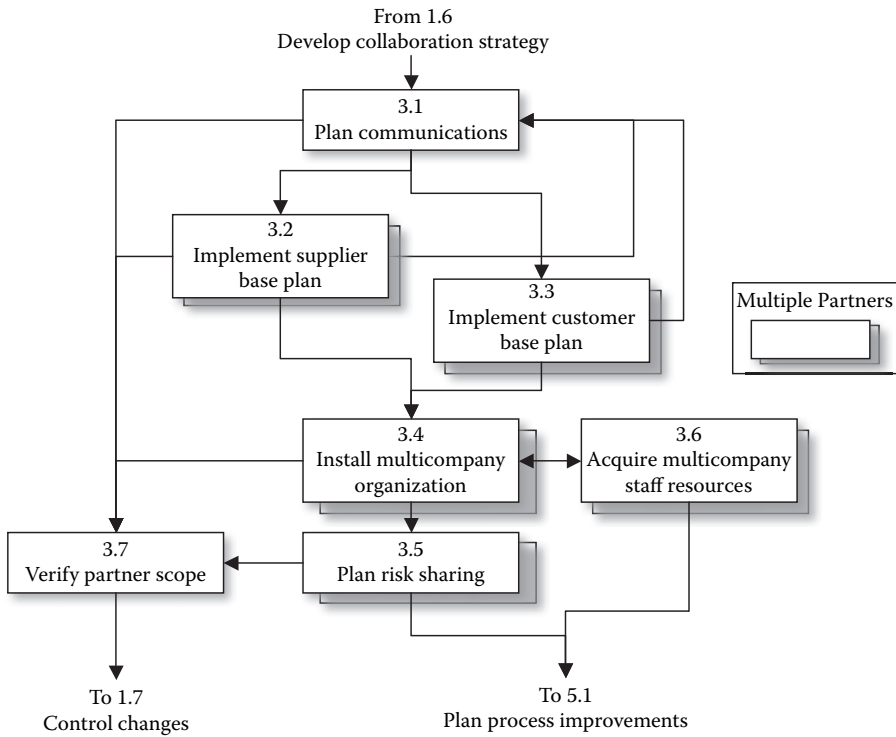 From 1.6
Develop collaboration strategy
3.1
Plan communications
3.2
Implement supplier
base plan
3.3
Implement customer
base plan
Multiple Partners
3.4
Install multicompany
organization
3.6
Acquire multicompany
staff resources
3.7
Verify partner scope
3.5
Plan risk sharing
To 1.7
Control changes
To 5.1
Plan process improvements